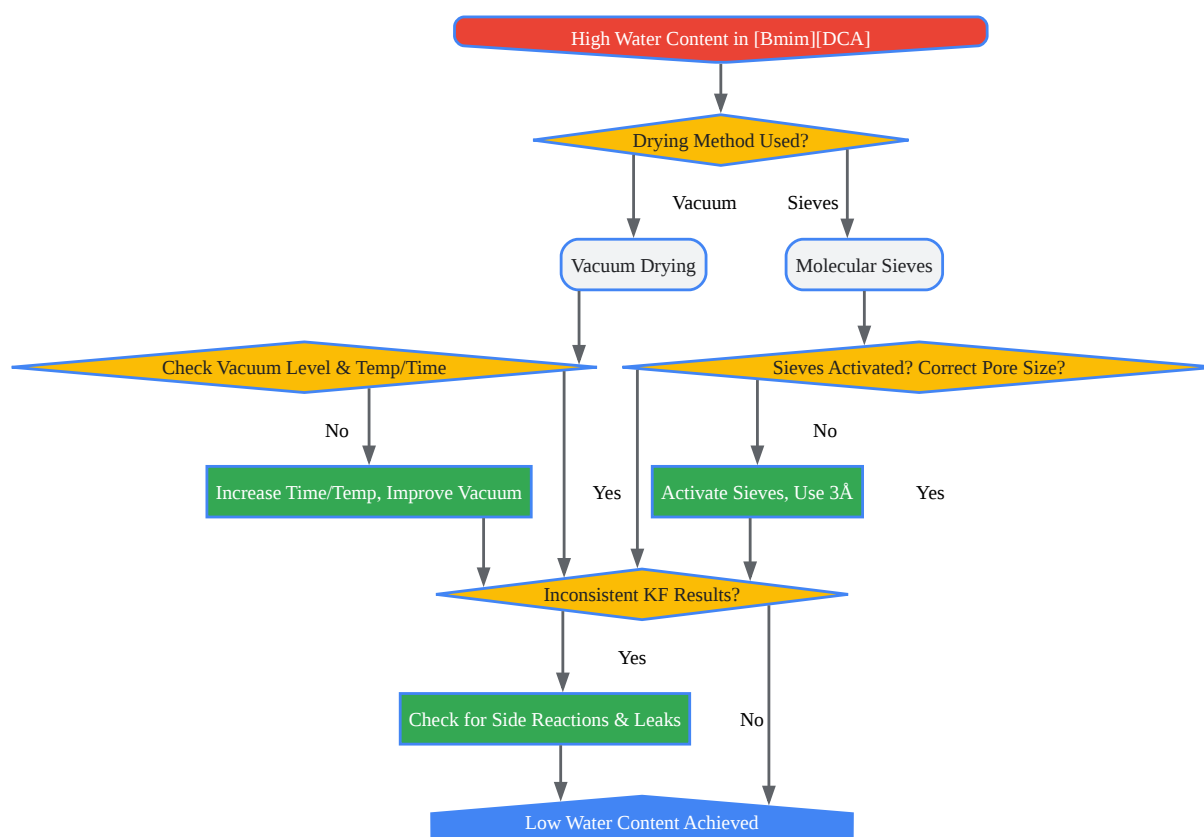 High Water Content in [Bmim][DCA]
Drying Method Used?
Vacuum
Sieves
Vacuum Drying
Molecular Sieves
Check Vacuum Level & Temp/Time
Sieves Activated? Correct Pore Size?
No
No
Increase Time/Temp, Improve Vacuum
Yes
Activate Sieves, Use 3Å
Yes
Inconsistent KF Results?
Yes
Check for Side Reactions & Leaks
No
Low Water Content Achieved